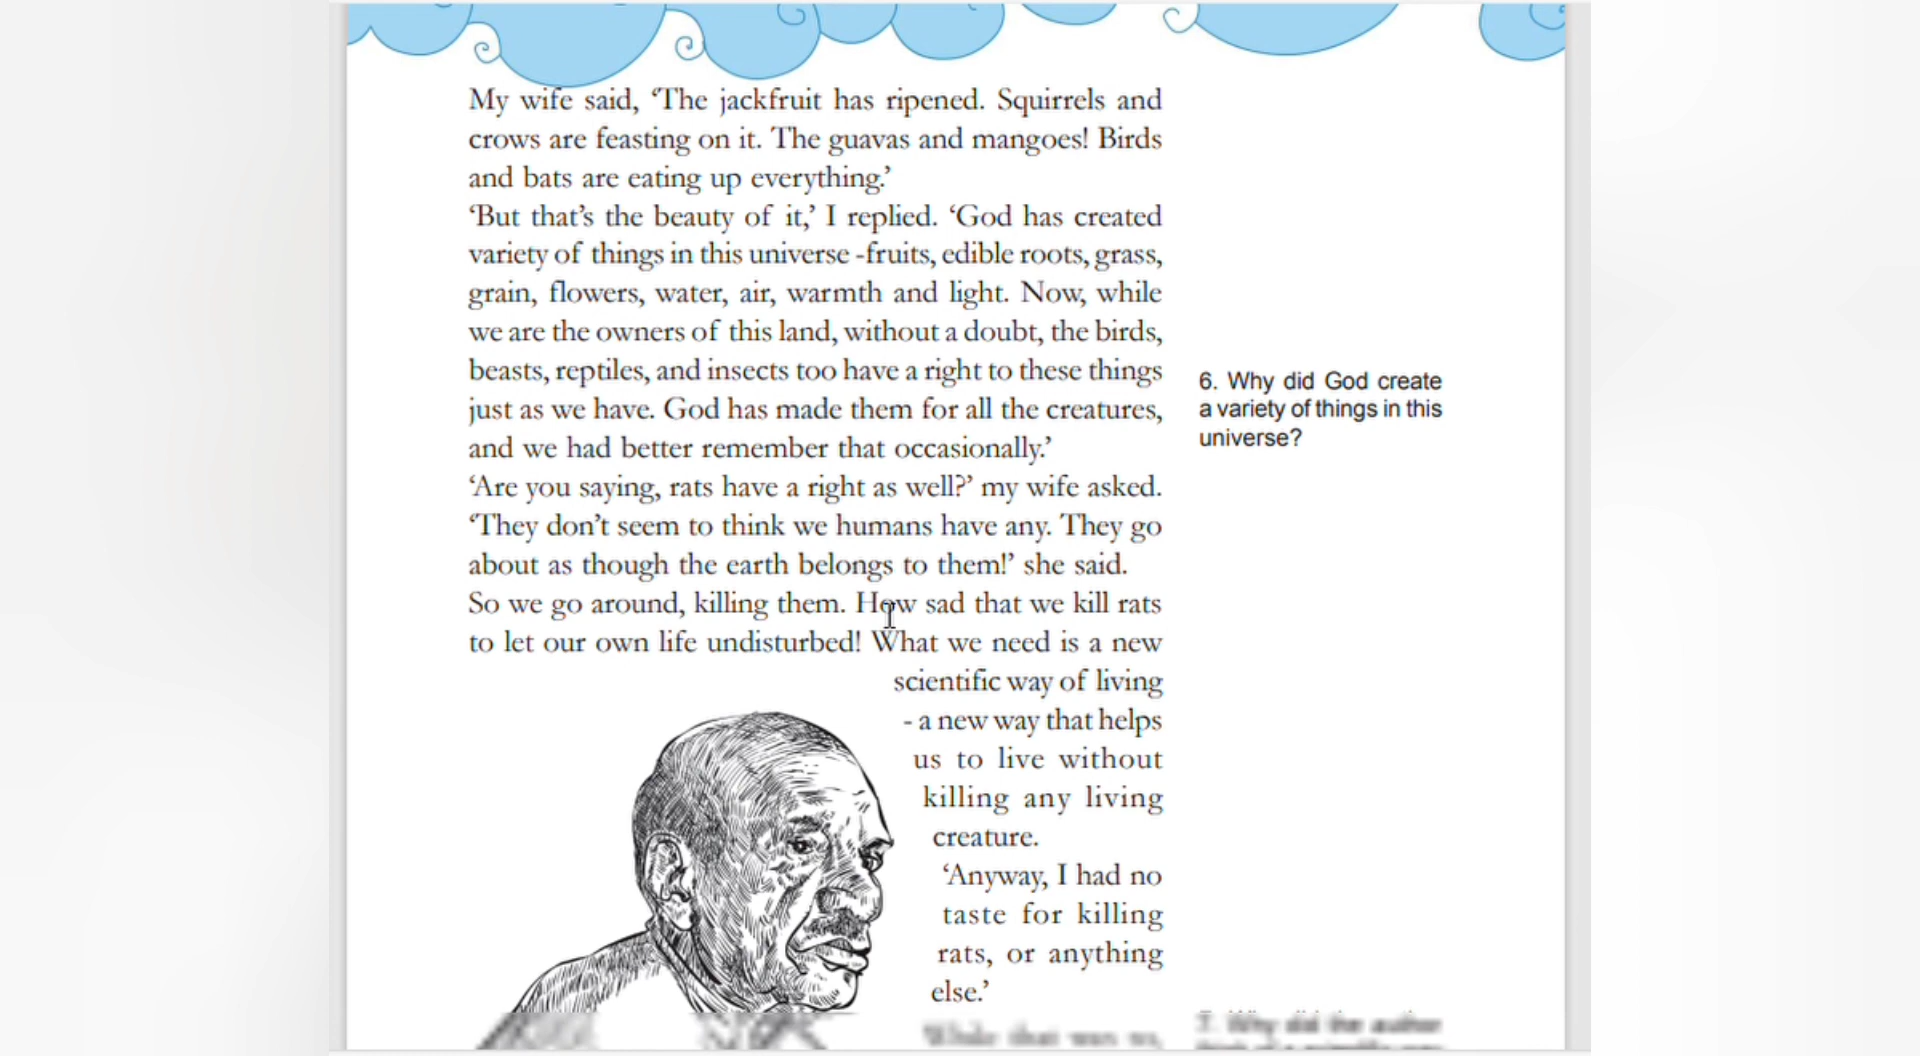 My wife said, ‘The jackfruit has ripened. Squirrels and
crows are feasting on it. The guavas and mangoes! Birds
and bats are eating up everything.’
‘But that’s the beauty of it,’ I replied. ‘God has created
variety of things in this universe -fruits, edible roots, grass,
grain, flowers, water, air, warmth and light. Now, while
we are the owners of this land, without a doubt, the birds,
beasts, reptiles, and insects too have a right to these things
just as we have. God has made them for all the creatures,
and we had better remember that occasionally.’
‘Are you saying, rats have a right as well?’ my wife asked.
‘They don’t seem to think we humans have any. They go
about as though the earth belongs to them!’ she said.
So we go around, killing them. How sad that we kill rats
to let our own life undisturbed! What we need is a new
scientific way of living
- a new way that helps
us to live without
killing any living
creature.
‘Anyway, I had no
taste for killing
rats, or anything
else.’
While that was so,
6. Why did God create
a variety of things in this
universe?
7. Why did the author